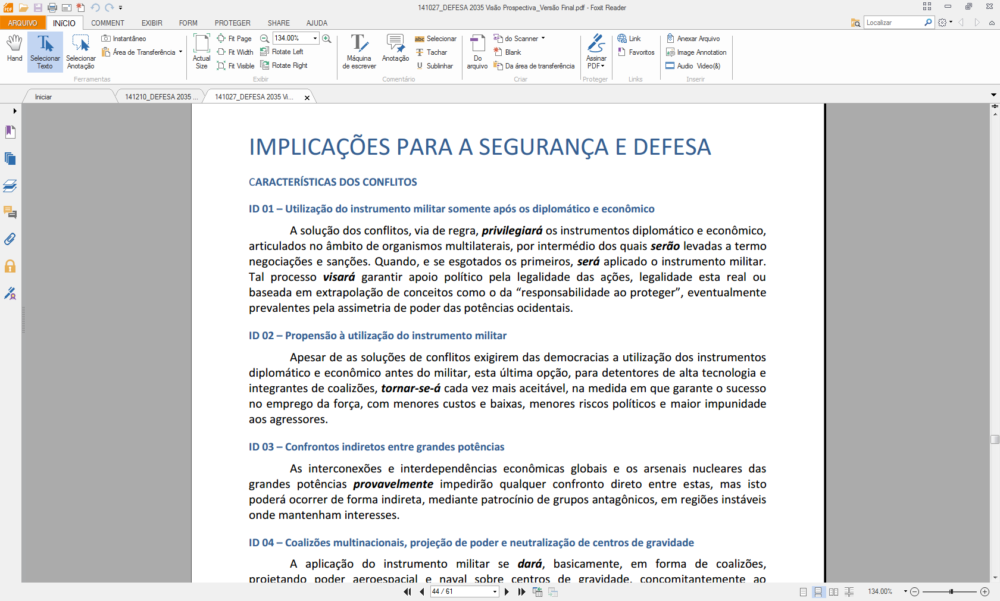 141027_DEFESA 2035 Visão Prospectiva_Versão Final.pdf - Foxit Reader
ARQUIVO INÍCIO COMMENT EXIBIR FORM PROTEGER SHARE AJUDA Localizar
Hand
Selecionar Texto
Selecionar Anotação
Instantâneo
Área de Transferência
Ferramentas
Actual Size
Fit Page
Fit Width
Fit Visible
134.00%
Rotate Left
Rotate Right
Exibir
Máquina de escrever
Anotação
abc Selecionar
Tachar
Sublinhar
Comentário
Do arquivo
do Scanner
Blank
Da área de transferência
Criar
Assinar PDF
Proteger
Link
Favoritos
Links
Anexar Arquivo
Image Annotation
Audio Video(&)
Inserir
Iniciar 141210_DEFESA 2035 ... 141027_DEFESA 2035 Vi...
IMPLICAÇÕES PARA A SEGURANÇA E DEFESA
CARACTERÍSTICAS DOS CONFLITOS
ID 01 – Utilização do instrumento militar somente após os diplomático e econômico
A solução dos conflitos, via de regra, privilegiará os instrumentos diplomático e econômico,
articulados no âmbito de organismos multilaterais, por intermédio dos quais serão levadas a termo
negociações e sanções. Quando, e se esgotados os primeiros, será aplicado o instrumento militar.
Tal processo visará garantir apoio político pela legalidade das ações, legalidade esta real ou
baseada em extrapolação de conceitos como o da “responsabilidade ao proteger”, eventualmente
prevalentes pela assimetria de poder das potências ocidentais.
ID 02 – Propensão à utilização do instrumento militar
Apesar de as soluções de conflitos exigirem das democracias a utilização dos instrumentos
diplomático e econômico antes do militar, esta última opção, para detentores de alta tecnologia e
integrantes de coalizões, tornar-se-á cada vez mais aceitável, na medida em que garante o sucesso
no emprego da força, com menores custos e baixas, menores riscos políticos e maior impunidade
aos agressores.
ID 03 – Confrontos indiretos entre grandes potências
As interconexões e interdependências econômicas globais e os arsenais nucleares das
grandes potências provavelmente impedirão qualquer confronto direto entre estas, mas isto
poderá ocorrer de forma indireta, mediante patrocínio de grupos antagônicos, em regiões instáveis
onde mantenham interesses.
ID 04 – Coalizões multinacionais, projeção de poder e neutralização de centros de gravidade
A aplicação do instrumento militar se dará, basicamente, em forma de coalizões,
projetando poder aeroespacial e naval sobre centros de gravidade, concomitantemente ao
44 / 61 134.00%